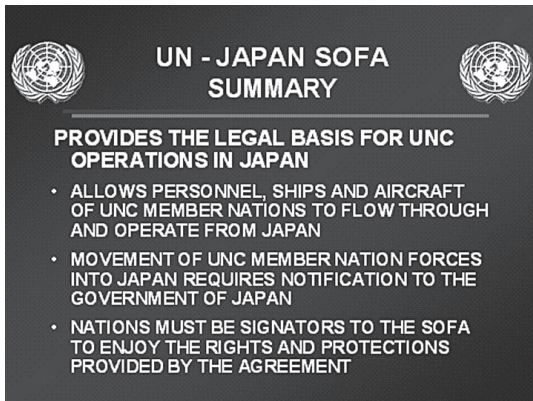 UN - JAPAN SOFA
SUMMARY
PROVIDES THE LEGAL BASIS FOR UNC
OPERATIONS IN JAPAN
• ALLOWS PERSONNEL, SHIPS AND AIRCRAFT
OF UNC MEMBER NATIONS TO FLOW THROUGH
AND OPERATE FROM JAPAN
• MOVEMENT OF UNC MEMBER NATION FORCES
INTO JAPAN REQUIRES NOTIFICATION TO THE
GOVERNMENT OF JAPAN
• NATIONS MUST BE SIGNATORS TO THE SOFA
TO ENJOY THE RIGHTS AND PROTECTIONS
PROVIDED BY THE AGREEMENT